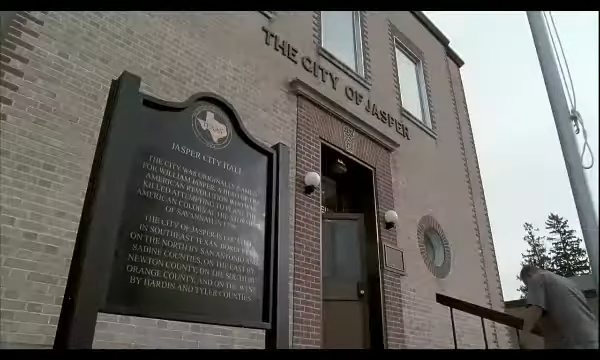 THE CITY OF JASPER
JASPER CITY HALL
THE CITY WAS ORIGINALLY NAMED
FOR WILLIAM JASPER, A HERO OF THE
AMERICAN REVOLUTION WHO WAS
KILLED ATTEMPTING TO PLANT THE
AMERICAN COLORS AT THE STORMING
OF SAVANNAH IN 1779.
THE CITY OF JASPER IS LOCATED
IN SOUTHEAST TEXAS, BORDERED
ON THE NORTH BY SAN AUGUSTINE AND
SABINE COUNTIES, ON THE EAST BY
NEWTON COUNTY, ON THE SOUTH BY
ORANGE COUNTY, AND ON THE WEST
BY HARDIN AND TYLER COUNTIES.